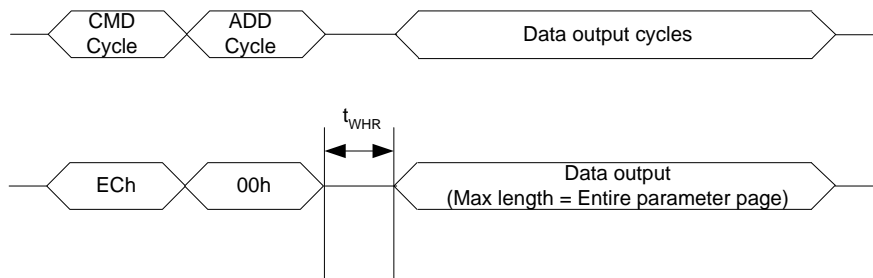 CMD
Cycle
ADD
Cycle
Data output cycles
tWHR
ECh
00h
Data output
(Max length = Entire parameter page)